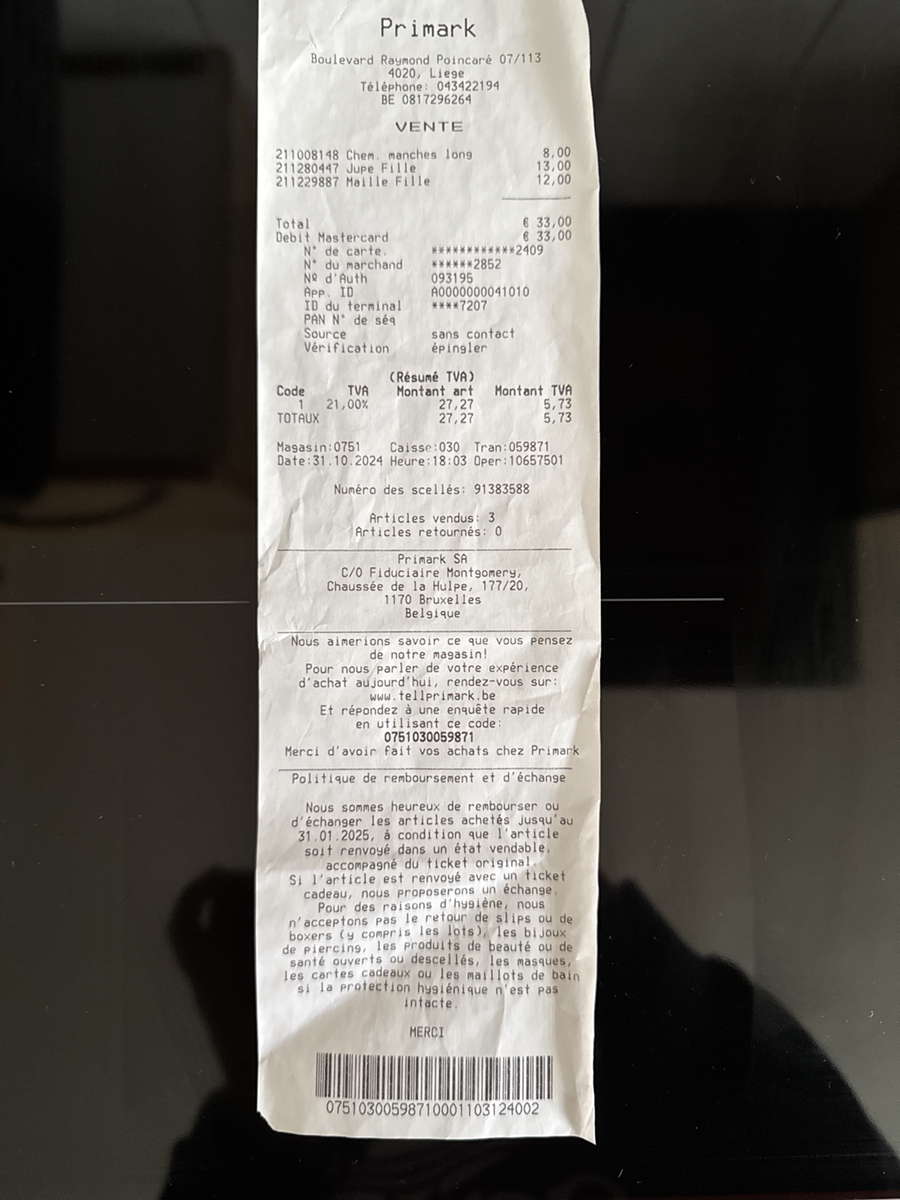 Primark
Boulevard Raymond Poincaré 07/113
4020, Liege
Téléphone: 043422194
BE 0817296264
VENTE
211008148 Chem. manches long 8,00
211280447 Jupe Fille 13,00
211229887 Maille Fille 12,00
Total € 33,00
Debit Mastercard € 33,00
N° de carte. ************2409
N° du marchand ******2852
Nº d'Auth 093195
App. ID A0000000041010
ID du terminal ****7207
PAN N° de séq
Source sans contact
Vérification épingler
(Résumé TVA)
Code TVA Montant art Montant TVA
1 21,00% 27,27 5,73
TOTAUX 27,27 5,73
Magasin:0751 Caisse:030 Tran:059871
Date:31.10.2024 Heure:18:03 Oper:10657501
Numéro des scellés: 91383588
Articles vendus: 3
Articles retournés: 0
Primark SA
C/O Fiduciaire Montgomery,
Chaussée de la Hulpe, 177/20,
1170 Bruxelles
Belgique
Nous aimerions savoir ce que vous pensez
de notre magasin!
Pour nous parler de votre expérience
d'achat aujourd'hui, rendez-vous sur:
www.tellprimark.be
Et répondez à une enquête rapide
en utilisant ce code:
0751030059871
Merci d'avoir fait vos achats chez Primark
Politique de remboursement et d'échange
Nous sommes heureux de rembourser ou
d'échanger les articles achetés jusqu'au
31.01.2025, à condition que l'article
soit renvoyé dans un état vendable,
accompagné du ticket original.
Si l'article est renvoyé avec un ticket
cadeau, nous proposerons un échange.
Pour des raisons d'hygiène, nous
n'acceptons pas le retour de slips ou de
boxers (y compris les lots), les bijoux
de piercing, les produits de beauté ou de
santé ouverts ou descellés, les masques,
les cartes cadeaux ou les maillots de bain
si la protection hygiénique n'est pas
intacte.
MERCI
07510300598710001103124002